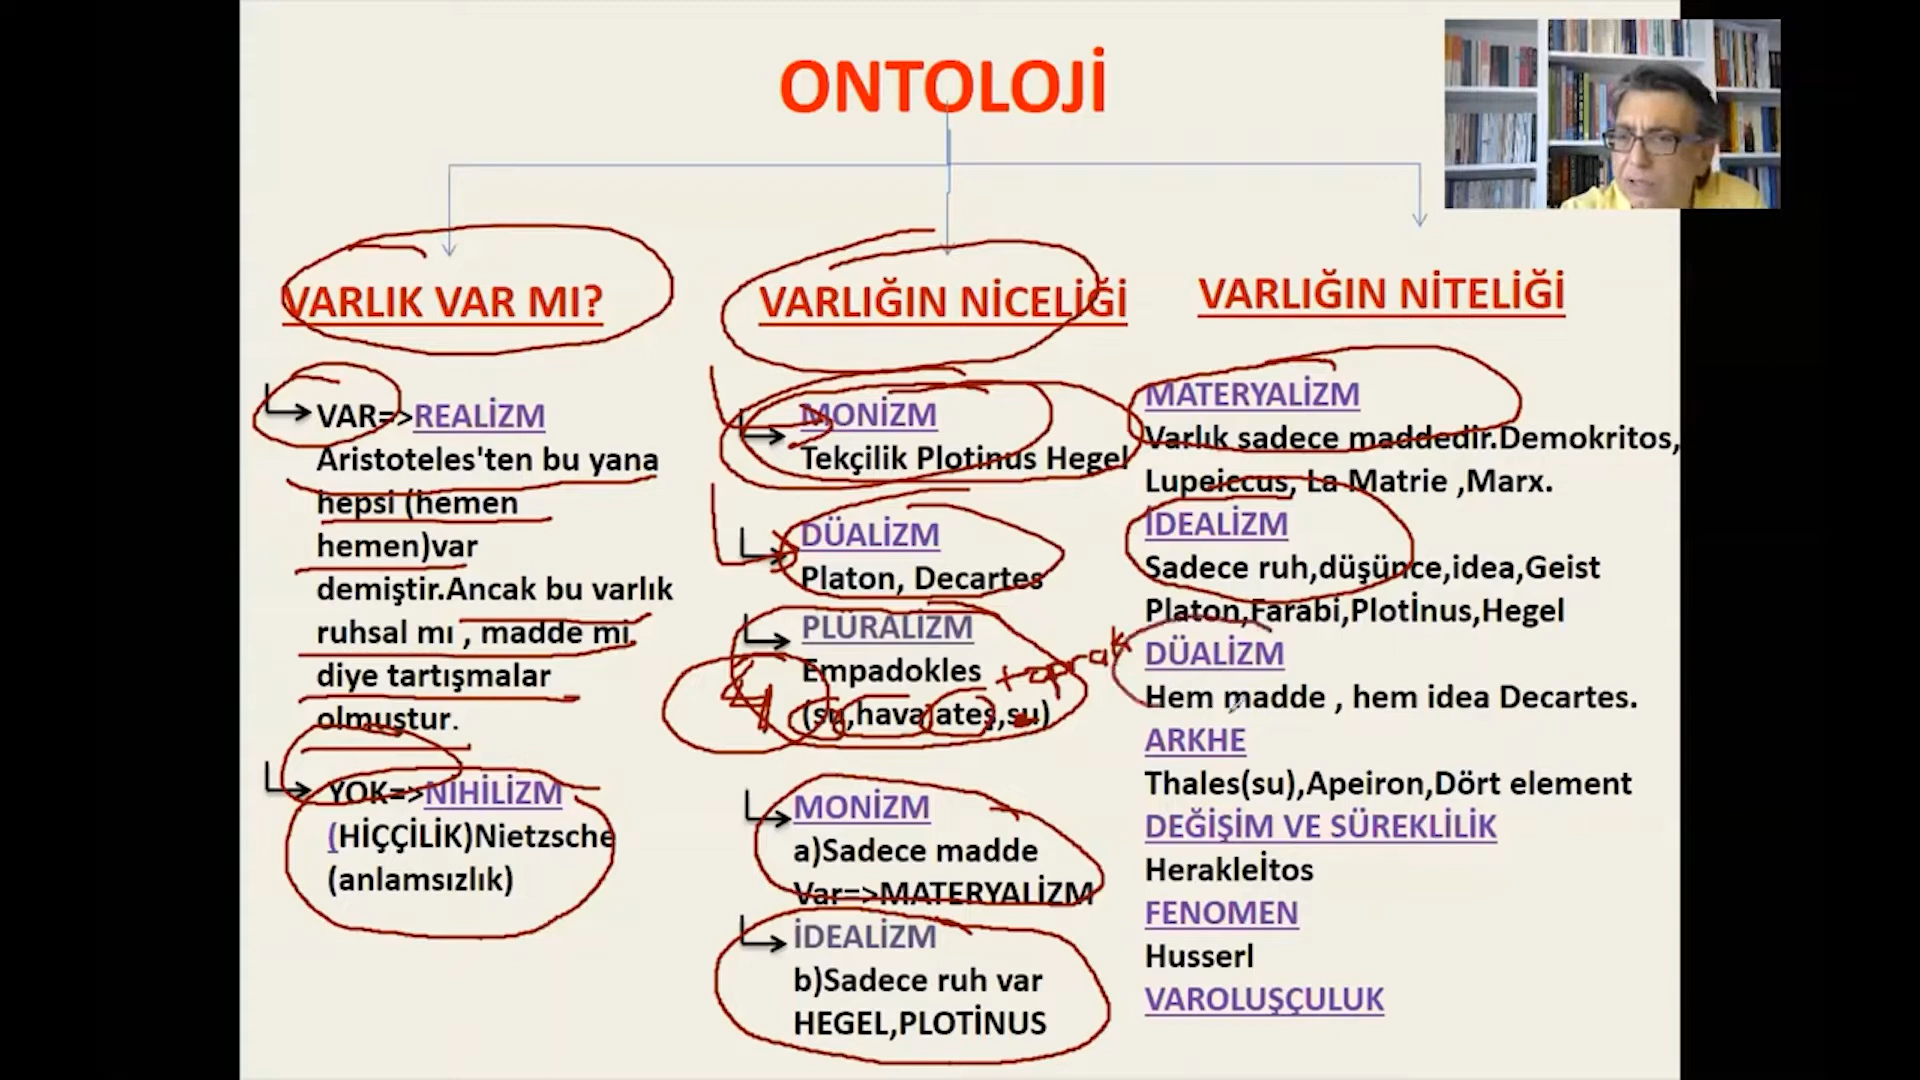 ONTOLOJİ
VARLIK VAR MI?
VAR=>REALİZM
Aristoteles'ten bu yana
hepsi (hemen
hemen)var
demiştir.Ancak bu varlık
ruhsal mı , madde mi
diye tartışmalar
olmuştur.
YOK=>NİHİLİZM
(HİÇÇİLİK)Nietzsche
(anlamsızlık)
VARLIĞIN NİCELİĞİ
MONİZM
Tekçilik Plotinus Hegel
DÜALİZM
Platon, Decartes
PLÜRALİZM
Empadokles
(su,hava,ateş,su)
4
toprak
MONİZM
a)Sadece madde
Var=>MATERYALİZM
İDEALİZM
b)Sadece ruh var
HEGEL,PLOTİNUS
VARLIĞIN NİTELİĞİ
MATERYALİZM
Varlık sadece maddedir.Demokritos,
Lupeiccus, La Matrie ,Marx.
İDEALİZM
Sadece ruh,düşünce,idea,Geist
Platon,Farabi,Plotİnus,Hegel
DÜALİZM
Hem madde , hem idea Decartes.
ARKHE
Thales(su),Apeiron,Dört element
DEĞİŞİM VE SÜREKLİLİK
Herakleİtos
FENOMEN
Husserl
VAROLUŞÇULUK